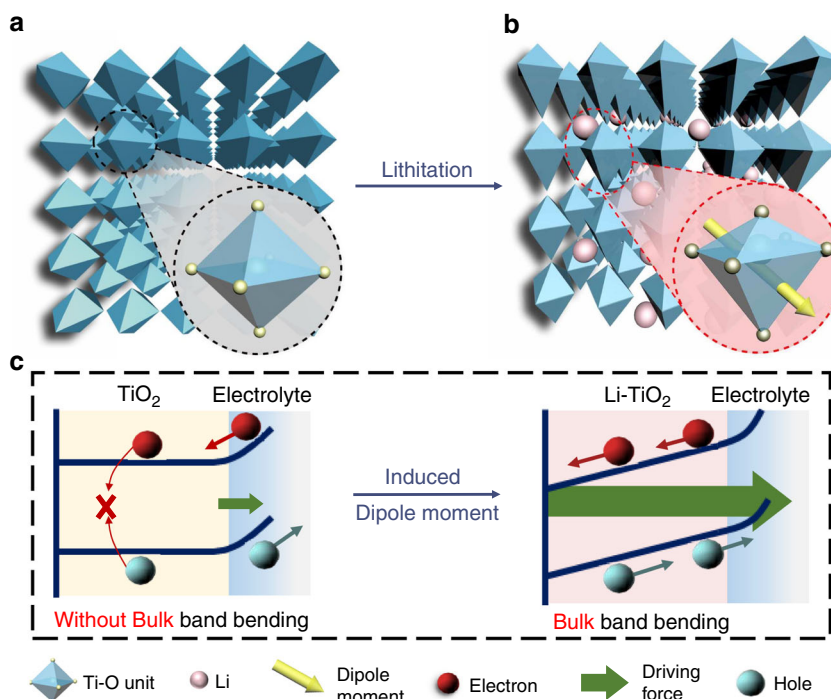 a
b
Lithitation
c
TiO₂
Electrolyte
Li-TiO₂
Electrolyte
Induced
Dipole moment
Without Bulk band bending
Bulk band bending
Ti-O unit
Li
Dipole
moment
Electron
Driving
force
Hole